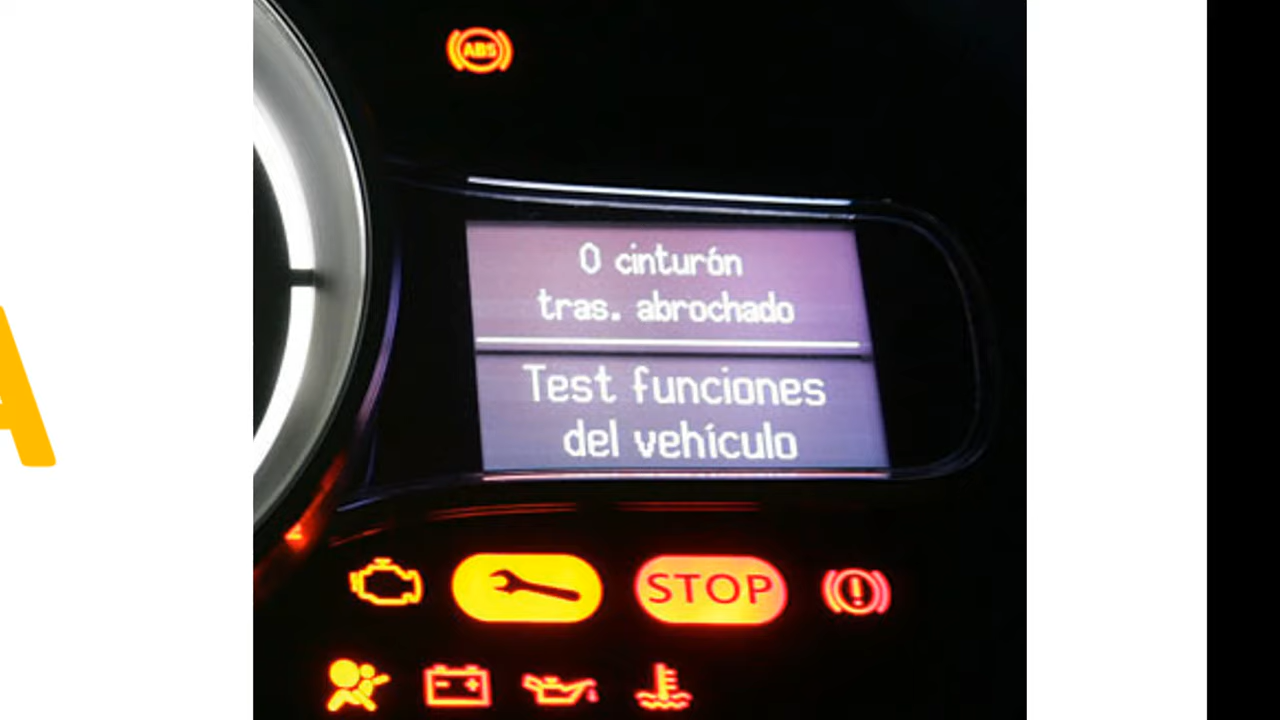 A
ABS
0 cinturón
tras. abrochado
Test funciones
del vehículo
STOP